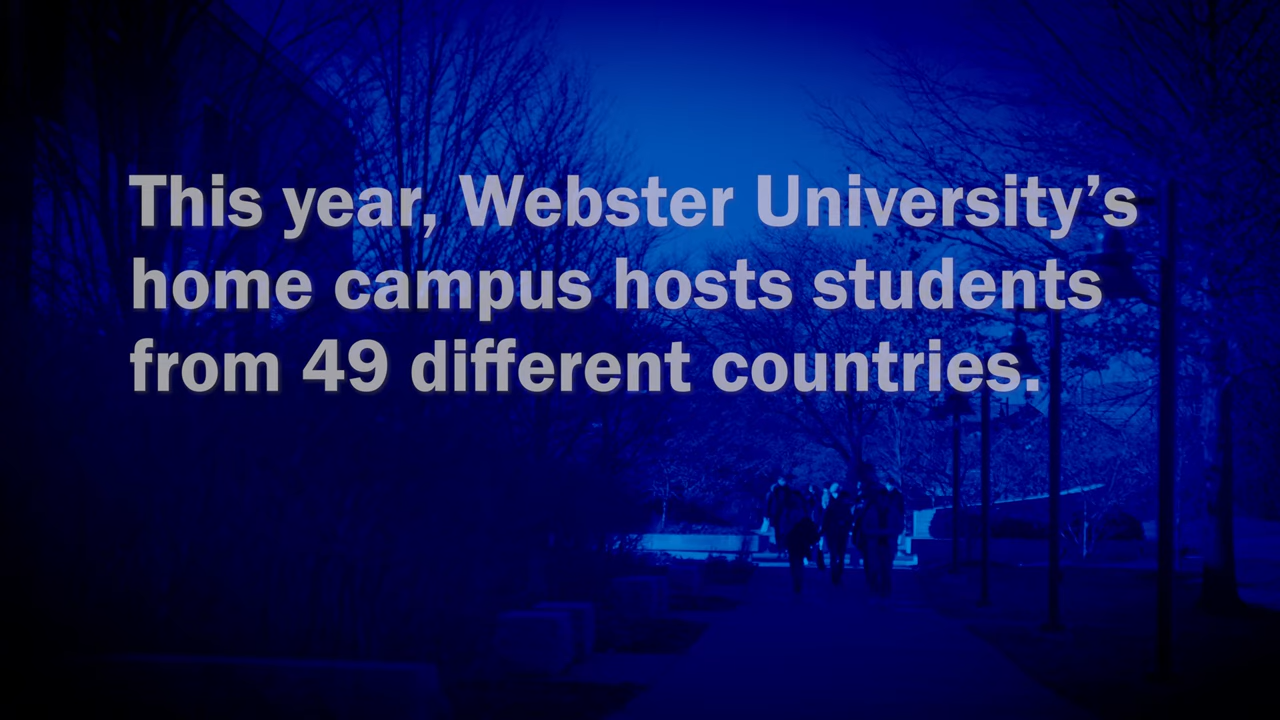 This year, Webster University’s
home campus hosts students
from 49 different countries.